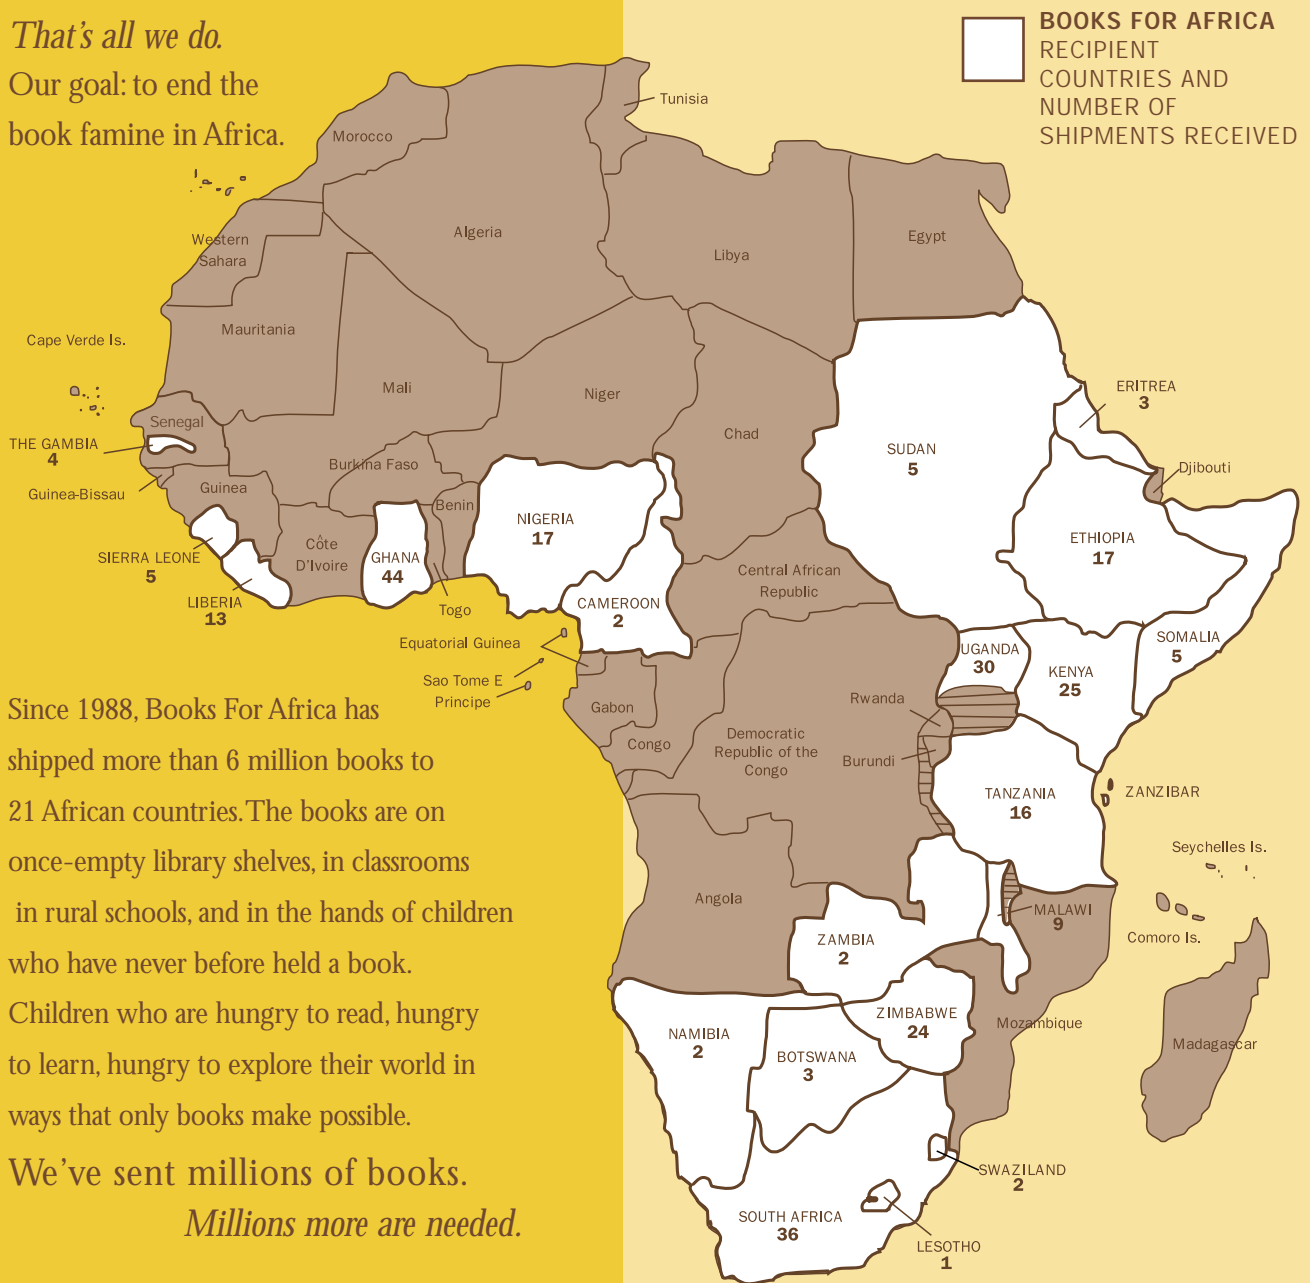 That's all we do.
Our goal: to end the
book famine in Africa.
BOOKS FOR AFRICA
RECIPIENT
COUNTRIES AND
NUMBER OF
SHIPMENTS RECEIVED
Tunisia
Morocco
Algeria
Western
Sahara
Libya
Egypt
Mauritania
Cape Verde Is.
Mali
Niger
Chad
ERITREA
3
Senegal
THE GAMBIA
4
SUDAN
5
Burkina Faso
Djibouti
Guinea-Bissau
Guinea
Benin
NIGERIA
17
ETHIOPIA
17
Côte
D'Ivoire
GHANA
44
SIERRA LEONE
5
Central African
Republic
LIBERIA
13
Togo
CAMEROON
2
Equatorial Guinea
UGANDA
30
KENYA
25
SOMALIA
5
Sao Tome E
Principe
Gabon
Rwanda
Congo
Democratic
Republic of the
Congo
Burundi
TANZANIA
16
ZANZIBAR
Seychelles Is.
Angola
MALAWI
9
Comoro Is.
ZAMBIA
2
ZIMBABWE
24
Mozambique
NAMIBIA
2
BOTSWANA
3
Madagascar
SWAZILAND
2
SOUTH AFRICA
36
LESOTHO
1
Since 1988, Books For Africa has
shipped more than 6 million books to
21 African countries. The books are on
once-empty library shelves, in classrooms
in rural schools, and in the hands of children
who have never before held a book.
Children who are hungry to read, hungry
to learn, hungry to explore their world in
ways that only books make possible.
We've sent millions of books.
Millions more are needed.